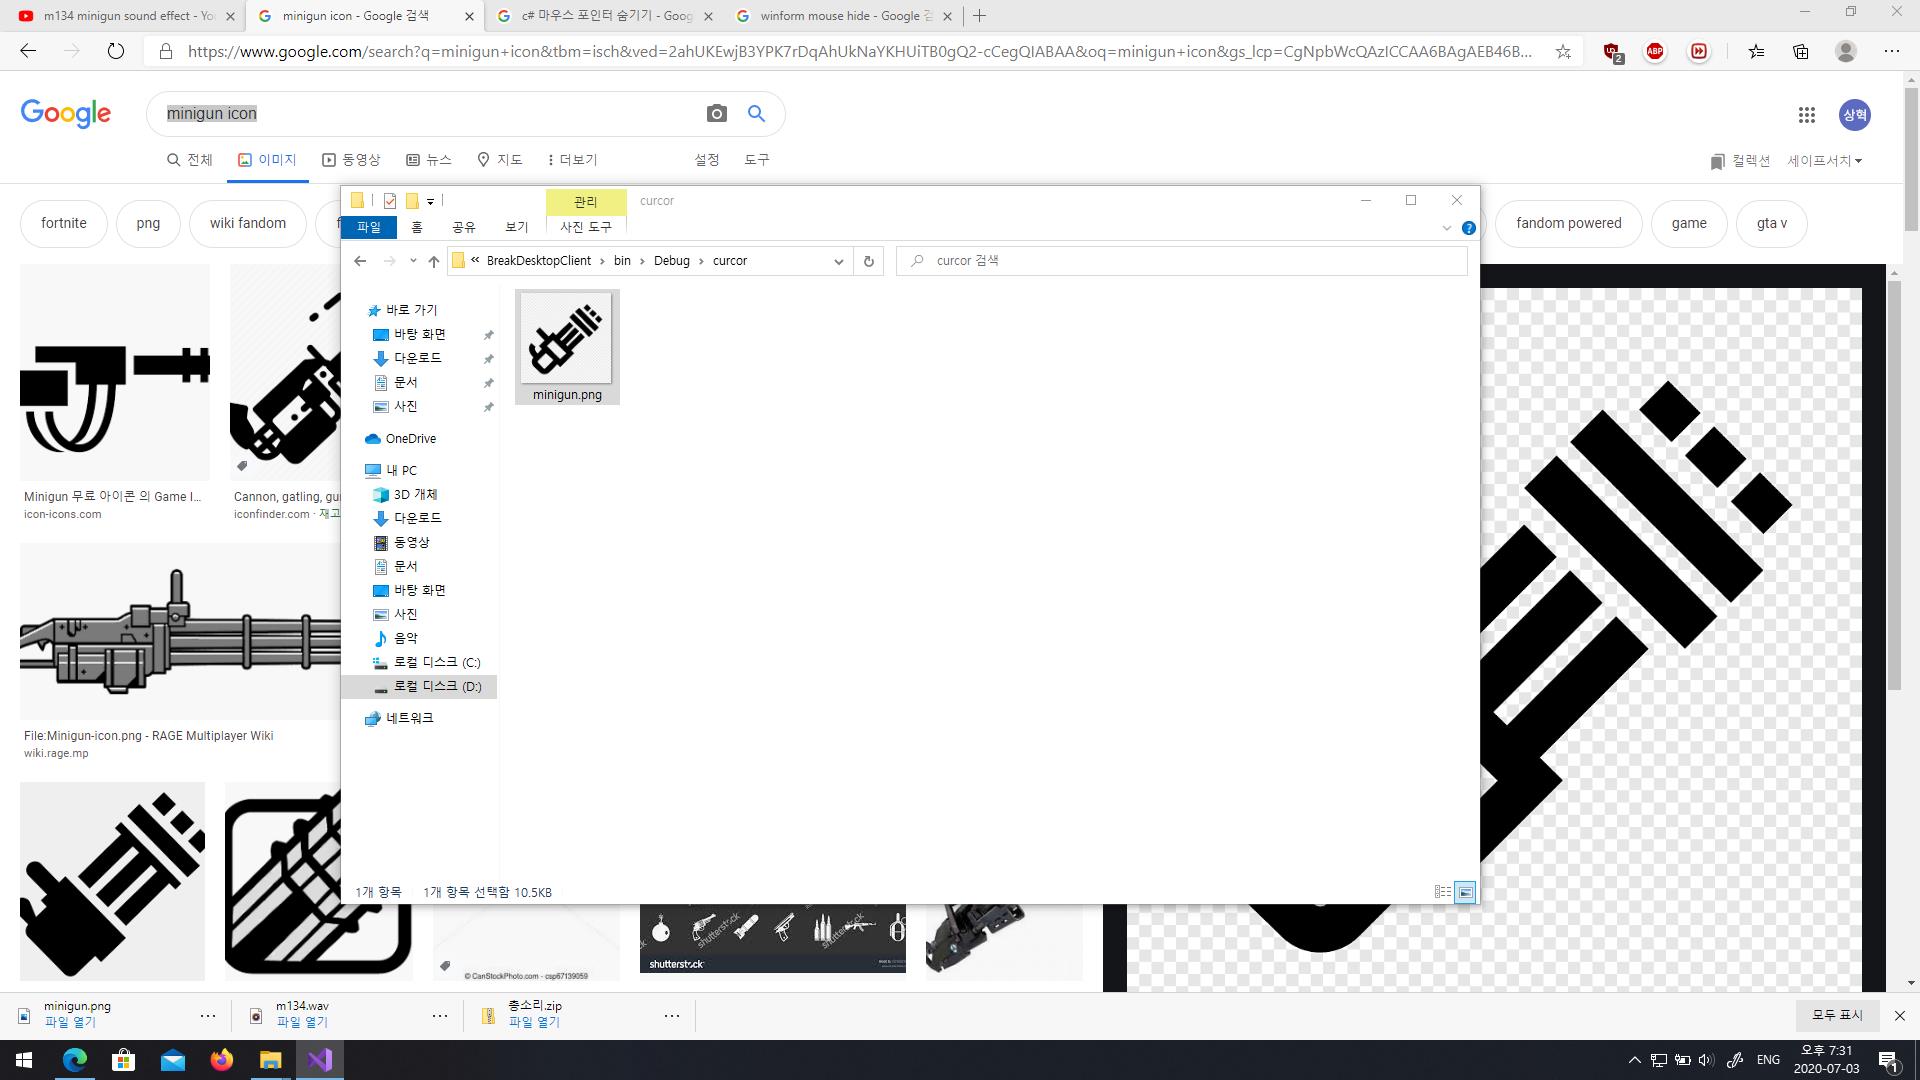 m134 minigun sound effect - Yo
minigun icon - Google 검색
c# 마우스 포인터 숨기기 - Goog
winform mouse hide - Google 검
https://www.google.com/search?q=minigun+icon&tbm=isch&ved=2ahUKEwjB3YPK7rDqAhUkNaYKHUiTB0gQ2-cCegQIABAA&oq=minigun+icon&gs_lcp=CgNpbWcQAzICCAA6BAgAEB46B...
2
ABP
Google
minigun icon
상혁
전체
이미지
동영상
뉴스
지도
더보기
설정
도구
컬렉션
세이프서치
fortnite
png
wiki fandom
fandom powered
game
gta v
관리
curcor
파일
홈
공유
보기
사진 도구
BreakDesktopClient
bin
Debug
curcor
curcor 검색
바로 가기
바탕 화면
다운로드
문서
사진
OneDrive
내 PC
3D 개체
다운로드
동영상
문서
바탕 화면
사진
음악
로컬 디스크 (C:)
로컬 디스크 (D:)
네트워크
minigun.png
1개 항목
1개 항목 선택함 10.5KB
Minigun 무료 아이콘 의 Game I...
icon-icons.com
Cannon, gatling, gu
iconfinder.com · 재고
File:Minigun-icon.png - RAGE Multiplayer Wiki
wiki.rage.mp
© CanStockPhoto.com - csp67139059
shutterstock
shutterstock
shutterstock
minigun.png
파일 열기
m134.wav
파일 열기
총소리.zip
파일 열기
모두 표시
ENG
오후 7:31
2020-07-03
1